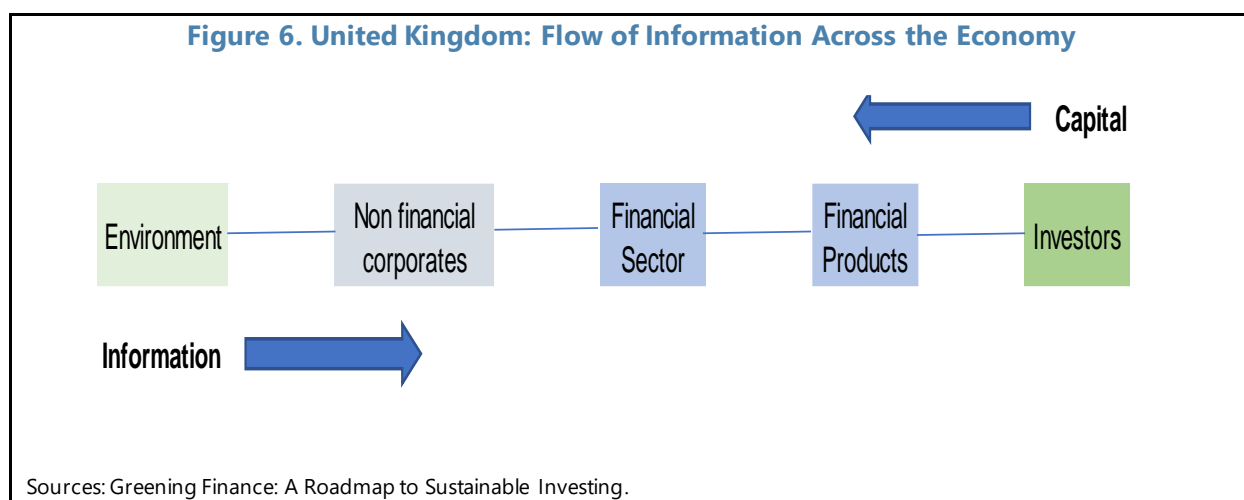 Figure 6. United Kingdom: Flow of Information Across the Economy
Capital
Environment
Non financial
corporates
Financial
Sector
Financial
Products
Investors
Information
Sources: Greening Finance: A Roadmap to Sustainable Investing.